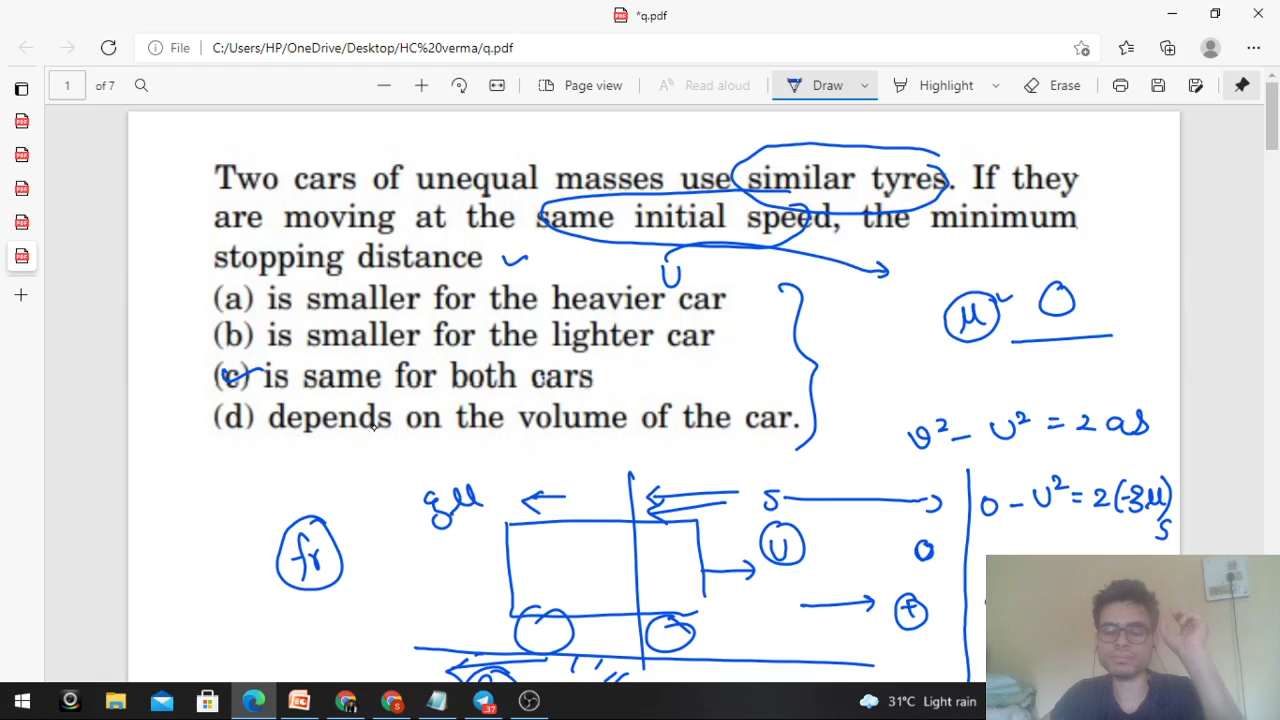 *q.pdf
File C:/Users/HP/OneDrive/Desktop/HC%20verma/q.pdf
1 of 7 Page view Read aloud Draw Highlight Erase
Two cars of unequal masses use similar tyres. If they
are moving at the same initial speed, the minimum
stopping distance
U
(a) is smaller for the heavier car
μ O
(b) is smaller for the lighter car
(c) is same for both cars
(d) depends on the volume of the car.
v² - U² = 2as
gμ S
0 - U² = 2(-gμ)
S
fr U 0
+
37
31°C Light rain